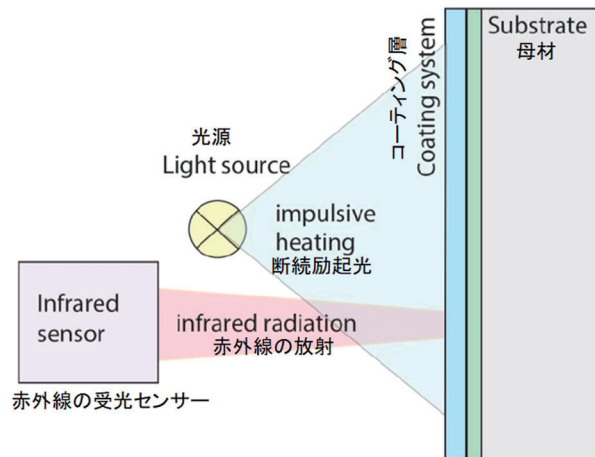 Substrate
母材
コーティング層
Coating system
光源
Light source
impulsive
heating
断続励起光
Infrared
sensor
infrared radiation
赤外線の放射
赤外線の受光センサー